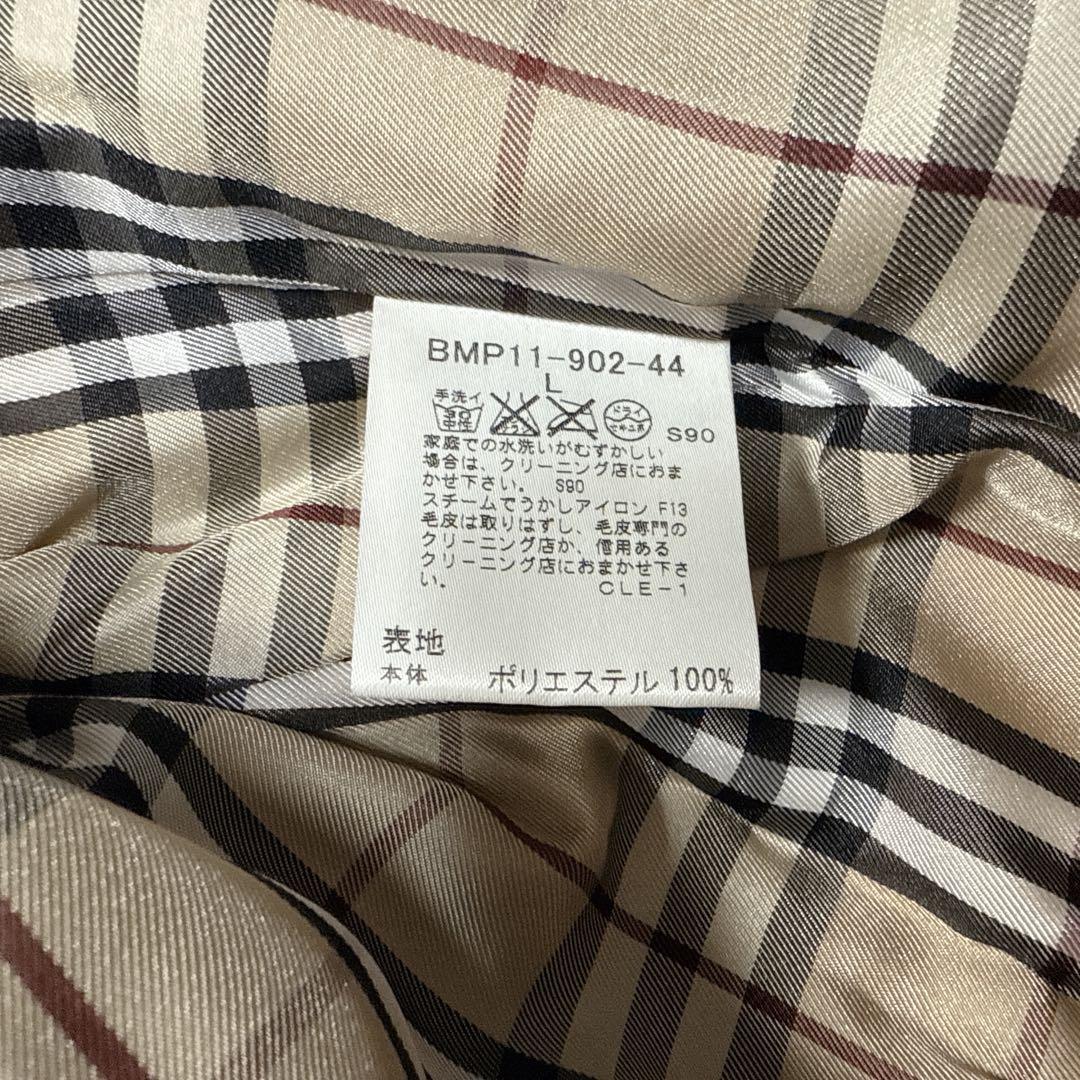 BMP11-902-44
L
手洗イ
30
中性
ドライ
セキユ系
S90
家庭での水洗いがむずかしい
場合は、クリーニング店におま
かせ下さい。 S90
スチームでうかしアイロン F13
毛皮は取りはずし、毛皮専門の
クリーニング店か、信用ある
クリーニング店におまかせ下さ
い。 CLE-1
表地
本体 ポリエステル 100%